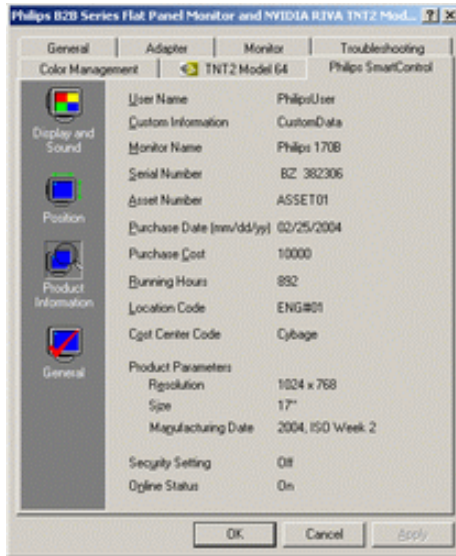 Philips B2B Series Flat Panel Monitor and NVIDIA RIVA TNT2 Mod...
General Adapter Monitor Troubleshooting
Color Management TNT2 Model 64 Philips SmartControl
Display and
Sound
Position
Product
Information
General
User Name PhilipsUser
Custom Information CustomData
Monitor Name Philips 170B
Serial Number BZ 382306
Asset Number ASSET01
Purchase Date (mm/dd/yy) 02/25/2004
Purchase Cost 10000
Running Hours 892
Location Code ENG#01
Cost Center Code Cybage
Product Parameters
Resolution 1024 x 768
Size 17"
Manufacturing Date 2004, ISO Week 2
Security Setting Off
Online Status On
OK Cancel Apply